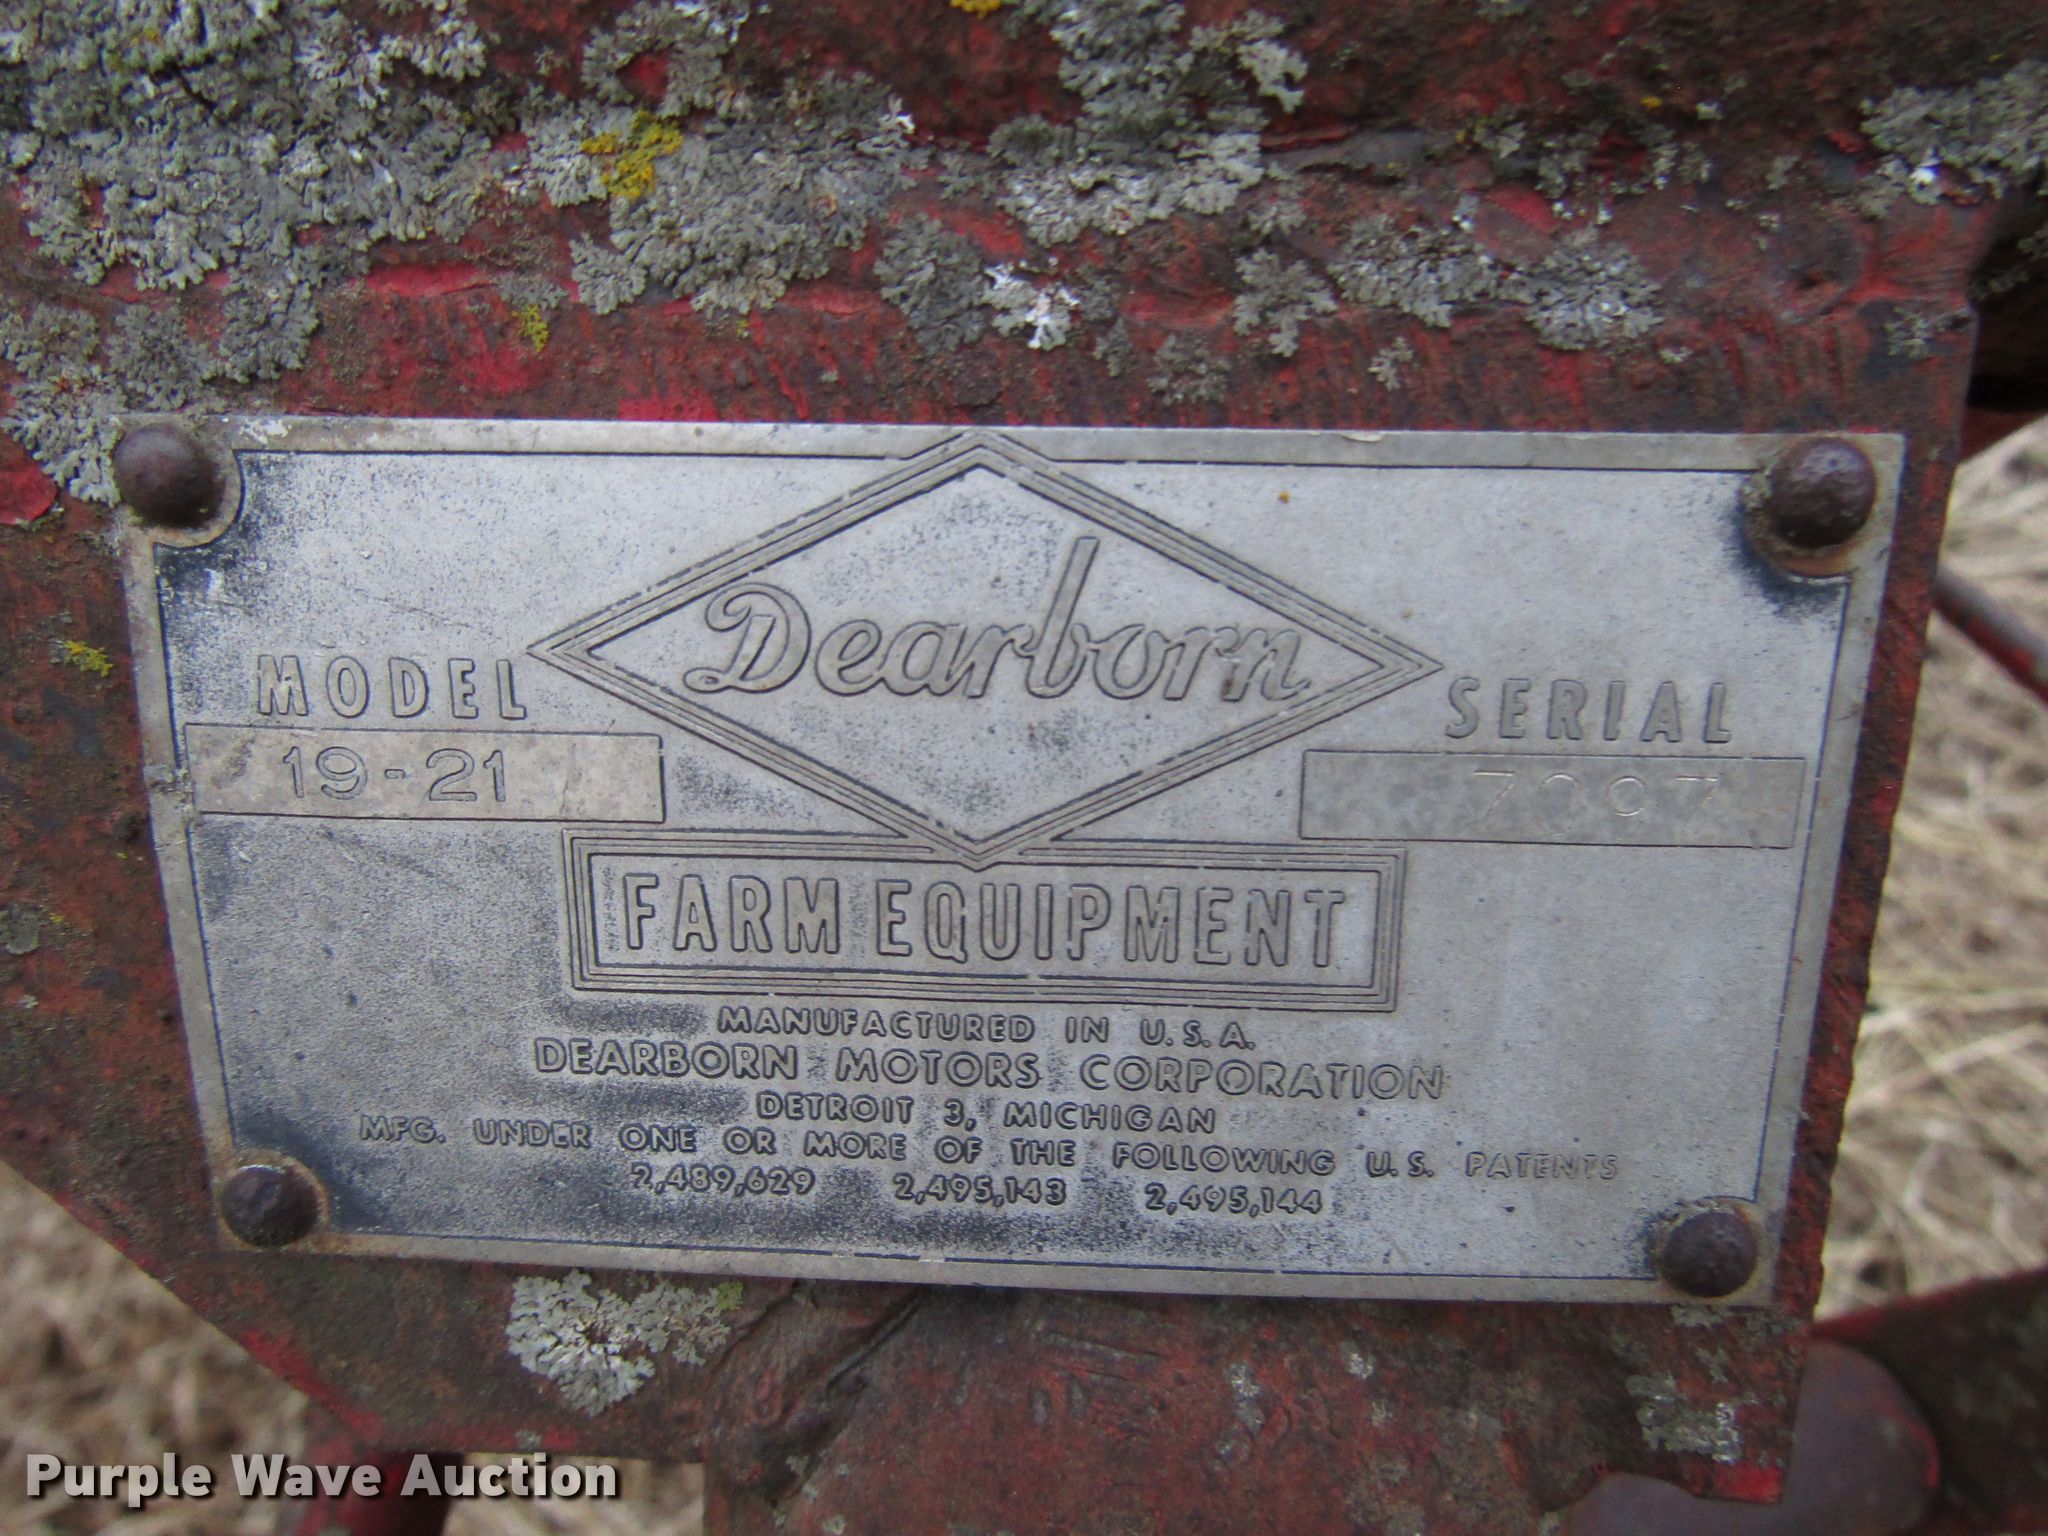 Dearborn
MODEL
SERIAL
19-21
7097
FARM EQUIPMENT
MANUFACTURED IN U.S.A.
DEARBORN MOTORS CORPORATION
DETROIT 3, MICHIGAN
MFG. UNDER ONE OR MORE OF THE FOLLOWING U.S. PATENTS
2,489,629 2,495,143 2,495,144
Purple Wave Auction